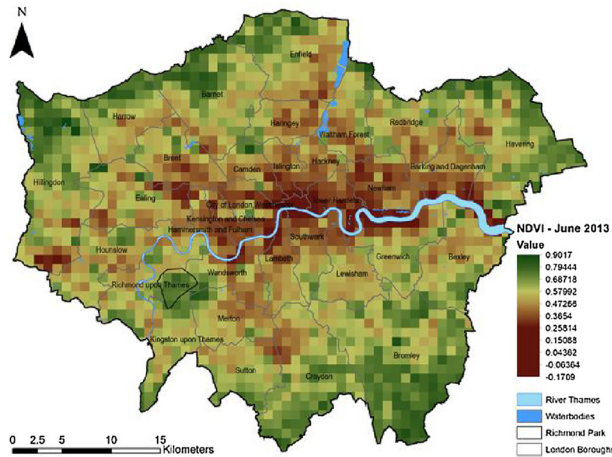 N
Enfield
Barnet
Harrow
Haringey
Waltham Forest
Redbridge
Havering
Brent
Camden
Islington
Hackney
Barking and Dagenham
Hillingdon
Ealing
Newham
City of London
Tower Hamlets
Kensington and Chelsea
Hammersmith and Fulham
Southwark
Hounslow
Lambeth
Greenwich
Bexley
Wandsworth
Lewisham
Richmond upon Thames
Merton
Kingston upon Thames
Sutton
Croydon
Bromley
NDVI - June 2013
Value
0.9017
0.79444
0.68718
0.57992
0.47265
0.3654
0.25814
0.15088
0.04362
-0.06364
-0.1709
River Thames
Waterbodies
Richmond Park
London Boroughs
0 2.5 5 10 15
Kilometers